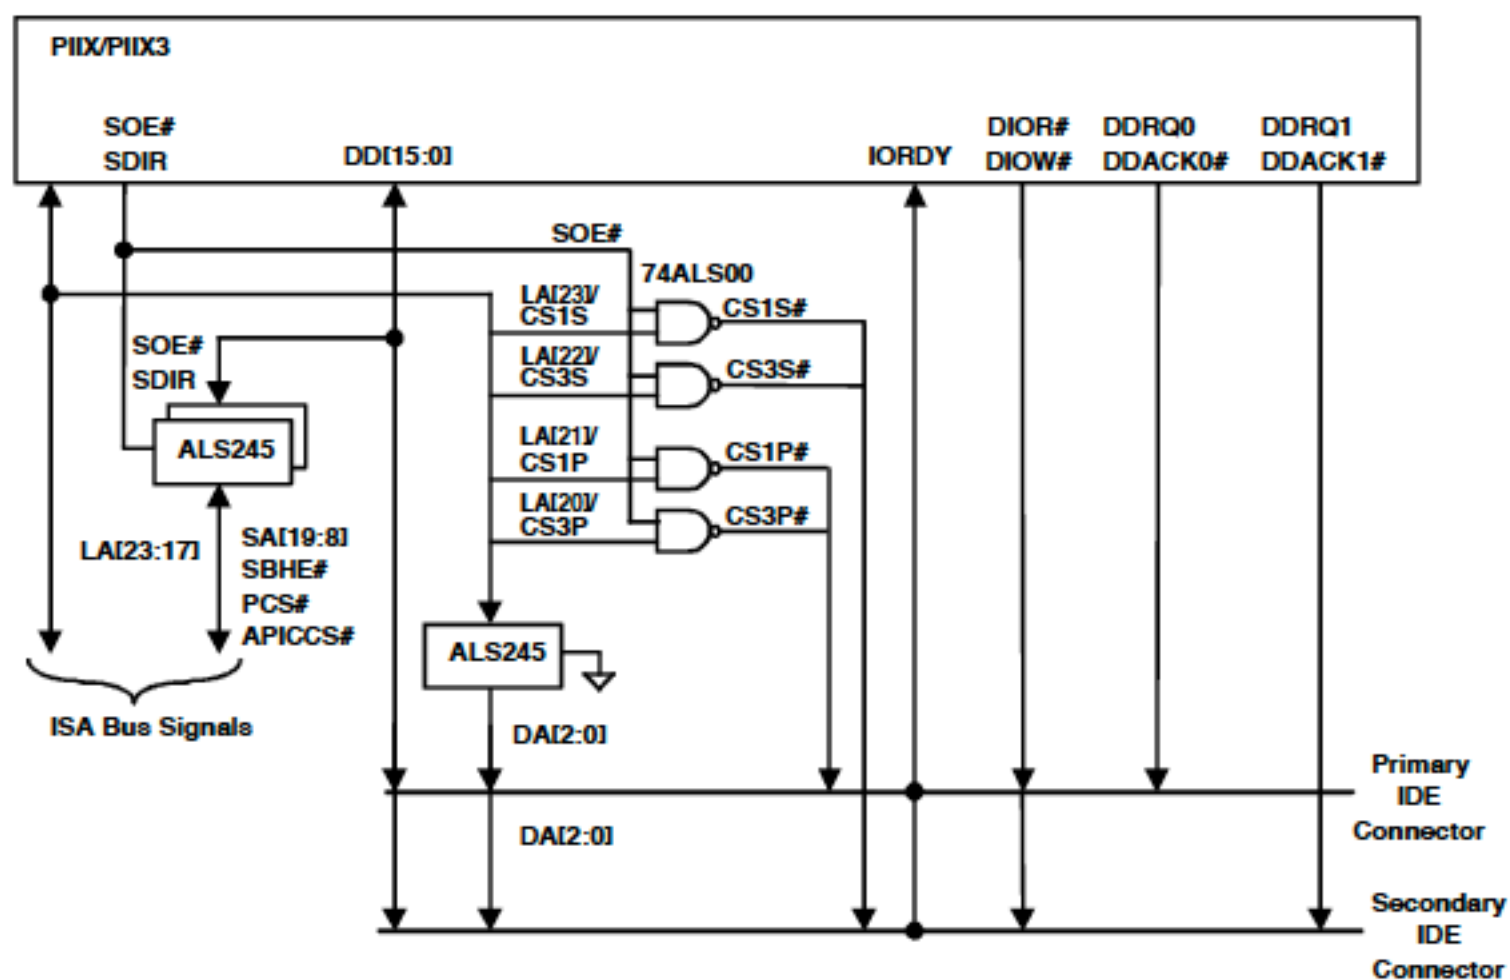 PIIX/PIIX3
SOE#
SDIR
DD[15:0]
IORDY
DIOR#
DIOW#
DDRQ0
DDACK0#
DDRQ1
DDACK1#
SOE#
74ALS00
LA[23]/
CS1S
CS1S#
LA[22]/
CS3S
CS3S#
SOE#
SDIR
ALS245
LA[21]/
CS1P
CS1P#
LA[20]/
CS3P
CS3P#
LA[23:17]
SA[19:8]
SBHE#
PCS#
APICCS#
ALS245
ISA Bus Signals
DA[2:0]
Primary
IDE
Connector
DA[2:0]
Secondary
IDE
Connector